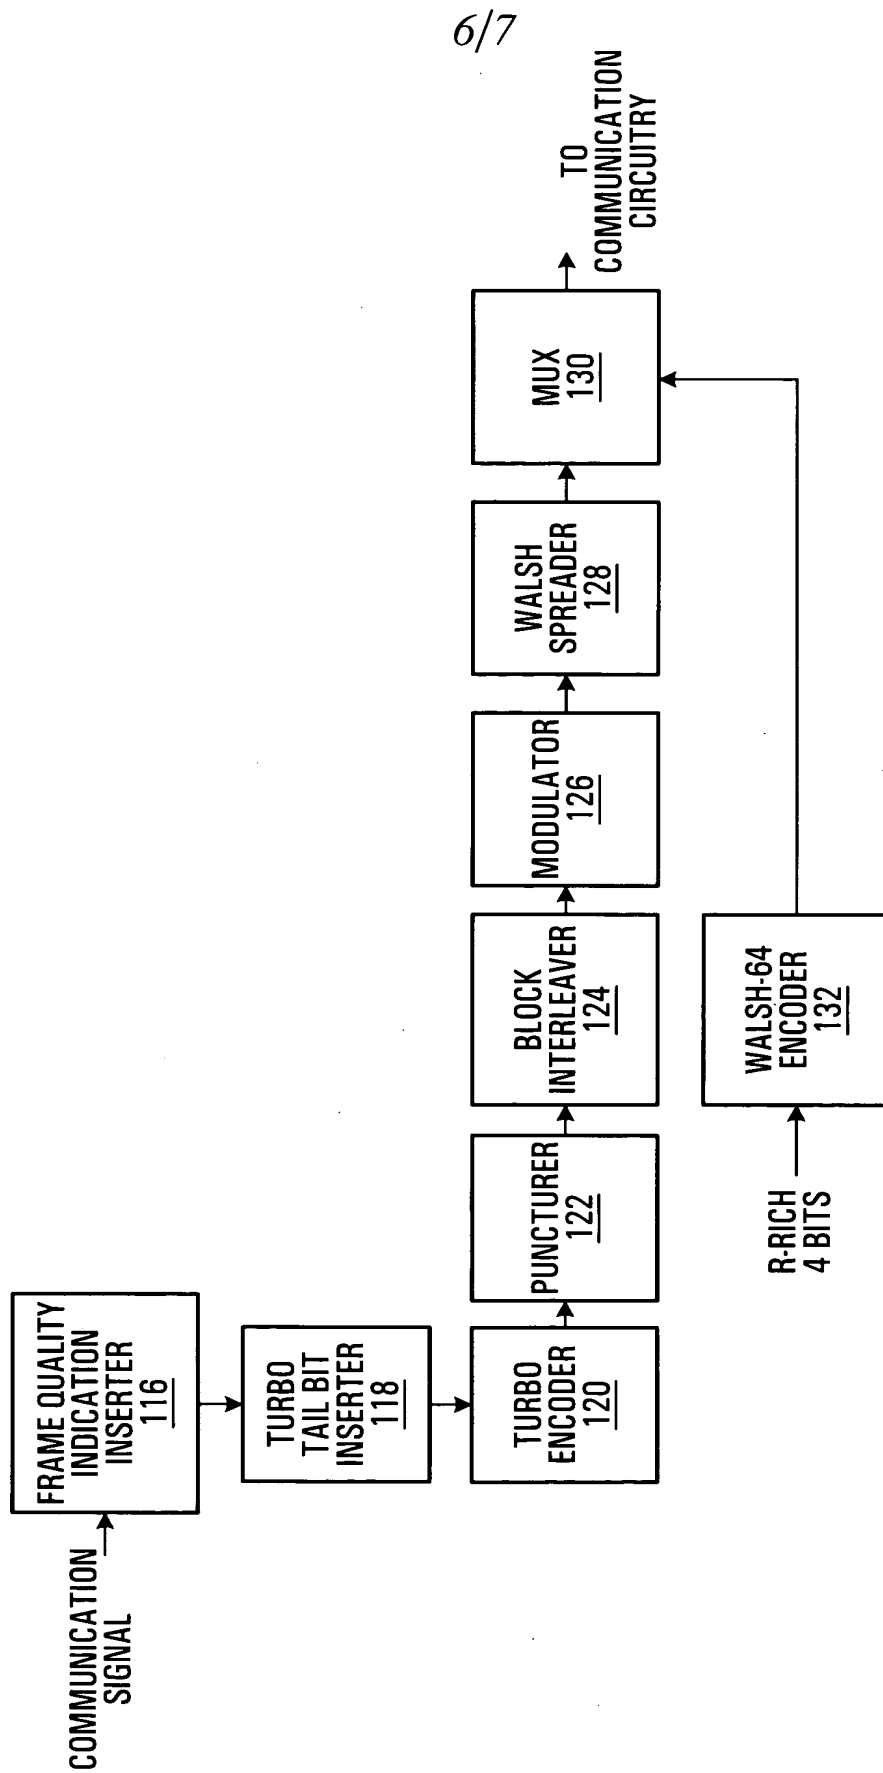 6/7
COMMUNICATION
SIGNAL
FRAME QUALITY
INDICATION
INSERTER
116
TURBO
TAIL BIT
INSERTER
118
TURBO
ENCODER
120
PUNCTURER
122
BLOCK
INTERLEAVER
124
MODULATOR
126
WALSH
SPREADER
128
MUX
130
TO
COMMUNICATION
CIRCUITRY
R-RICH
4 BITS
WALSH-64
ENCODER
132